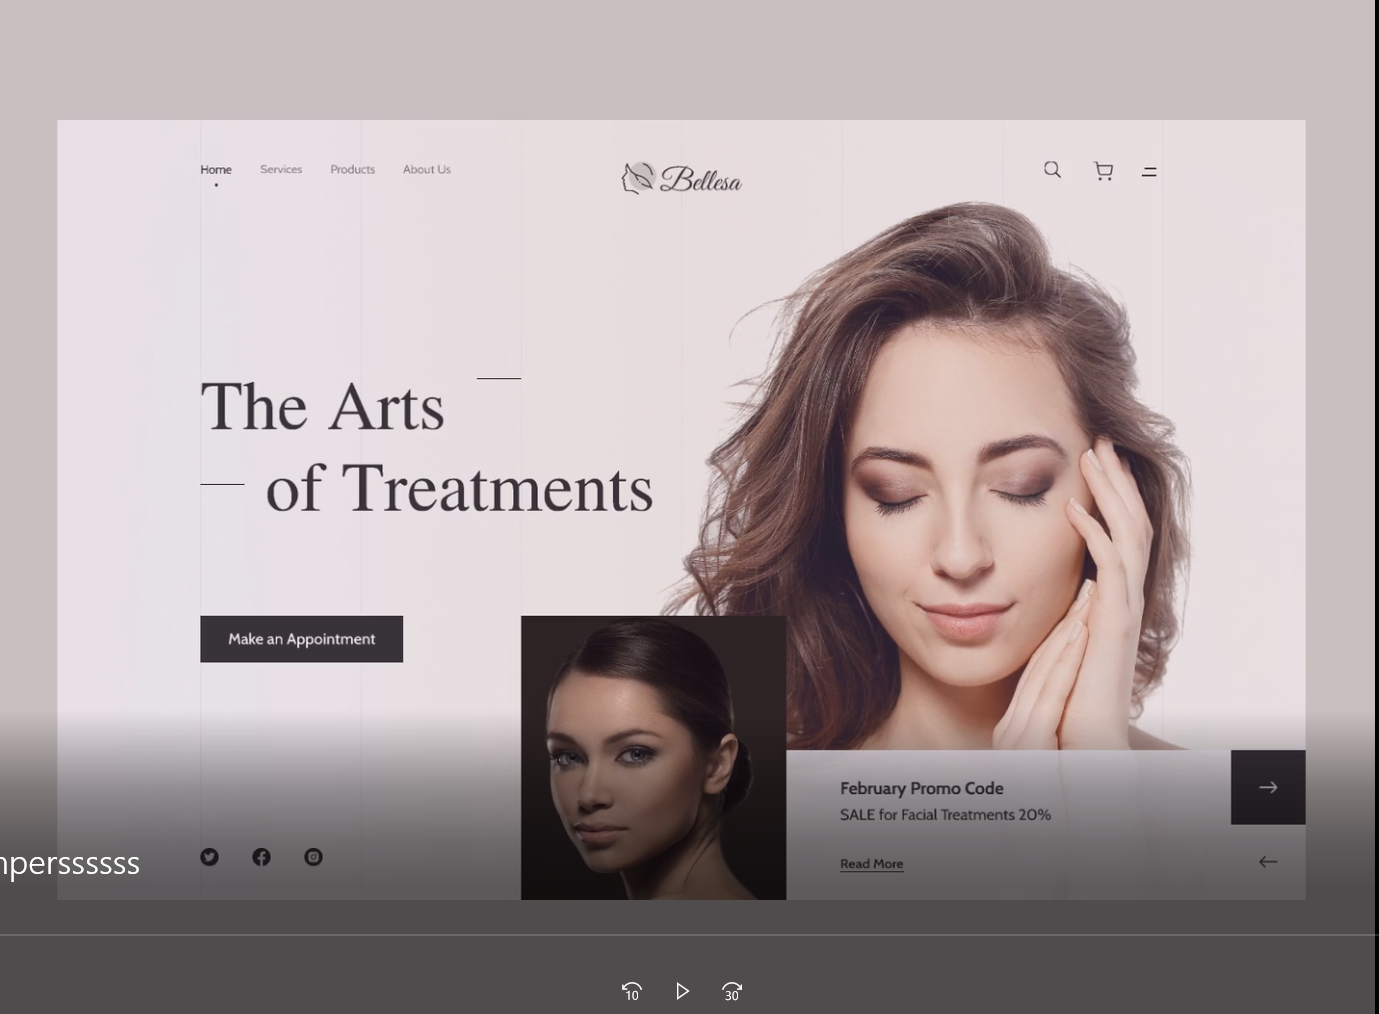 Home
Services
Products
About Us
Bellesa
The Arts
of Treatments
Make an Appointment
February Promo Code
SALE for Facial Treatments 20%
Read More
10
30